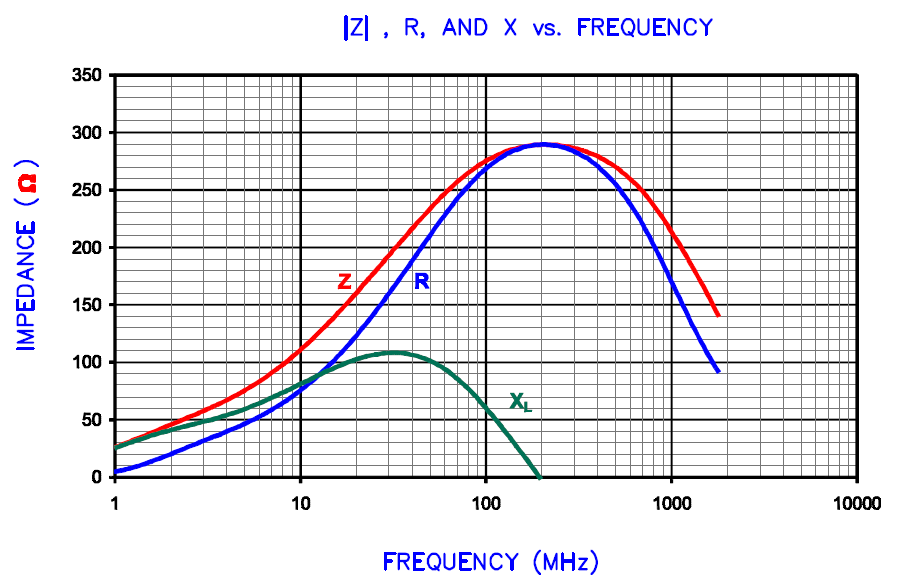 |Z| , R, AND X vs. FREQUENCY
350
300
250
200
150
100
50
0
IMPEDANCE (Ω)
Z
R
XL
1
10
100
1000
10000
FREQUENCY (MHz)